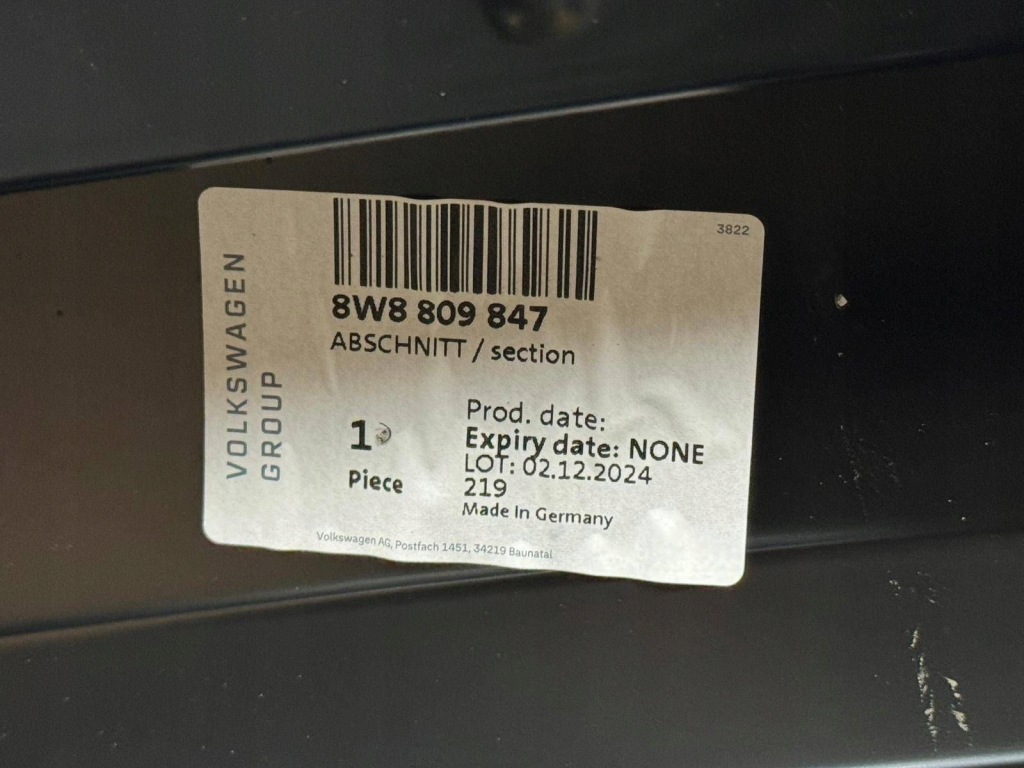 3822
8W8 809 847
ABSCHNITT / section
VOLKSWAGEN
GROUP
1
Piece
Prod. date:
Expiry date: NONE
LOT: 02.12.2024
219
Made In Germany
Volkswagen AG, Postfach 1451, 34219 Baunatal